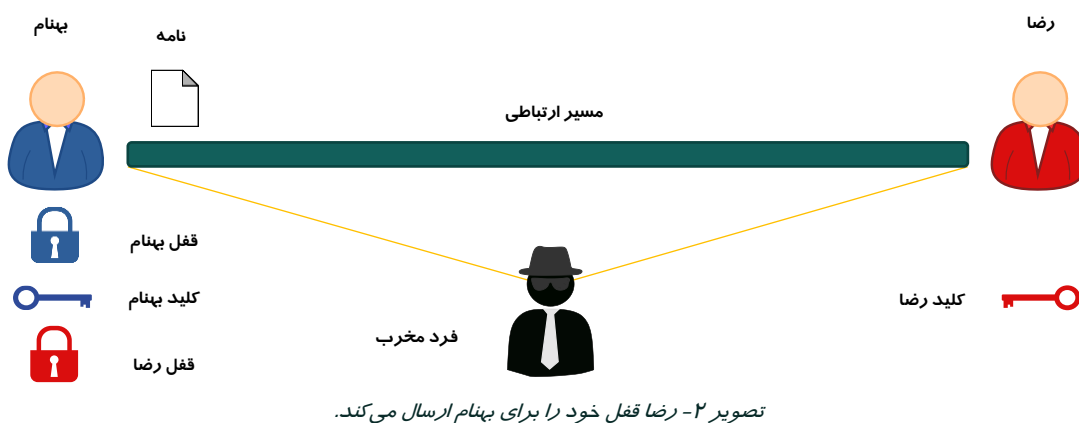 رضا
بهنام
نامه
مسیر ارتباطی
قفل بهنام
کلید بهنام
کلید رضا
فرد مخرب
قفل رضا
تصویر ۲- رضا قفل خود را برای بهنام ارسال می‌کند.